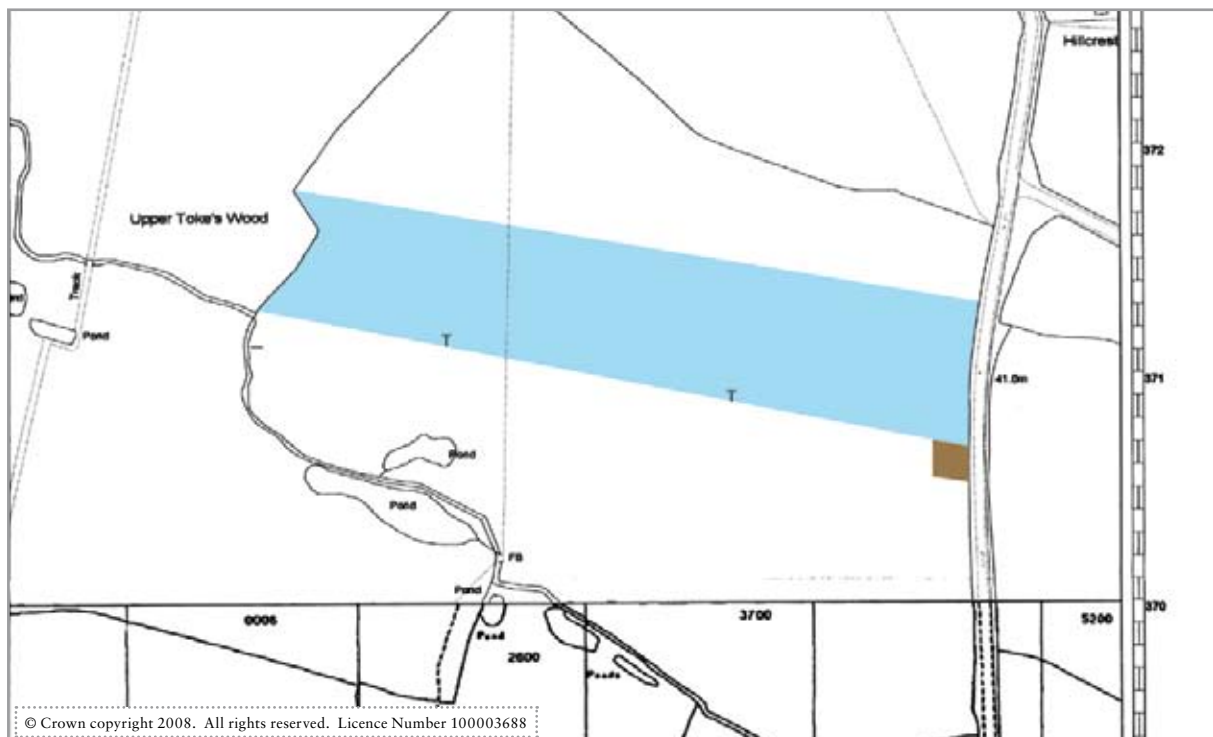 Hillcrest
372
Upper Toke's Wood
Track
Pond
T
371
41.0m
T
Pond
Pond
FB
Pond
370
3700
5200
Pond
2600
Ponds
© Crown copyright 2008. All rights reserved. Licence Number 100003688